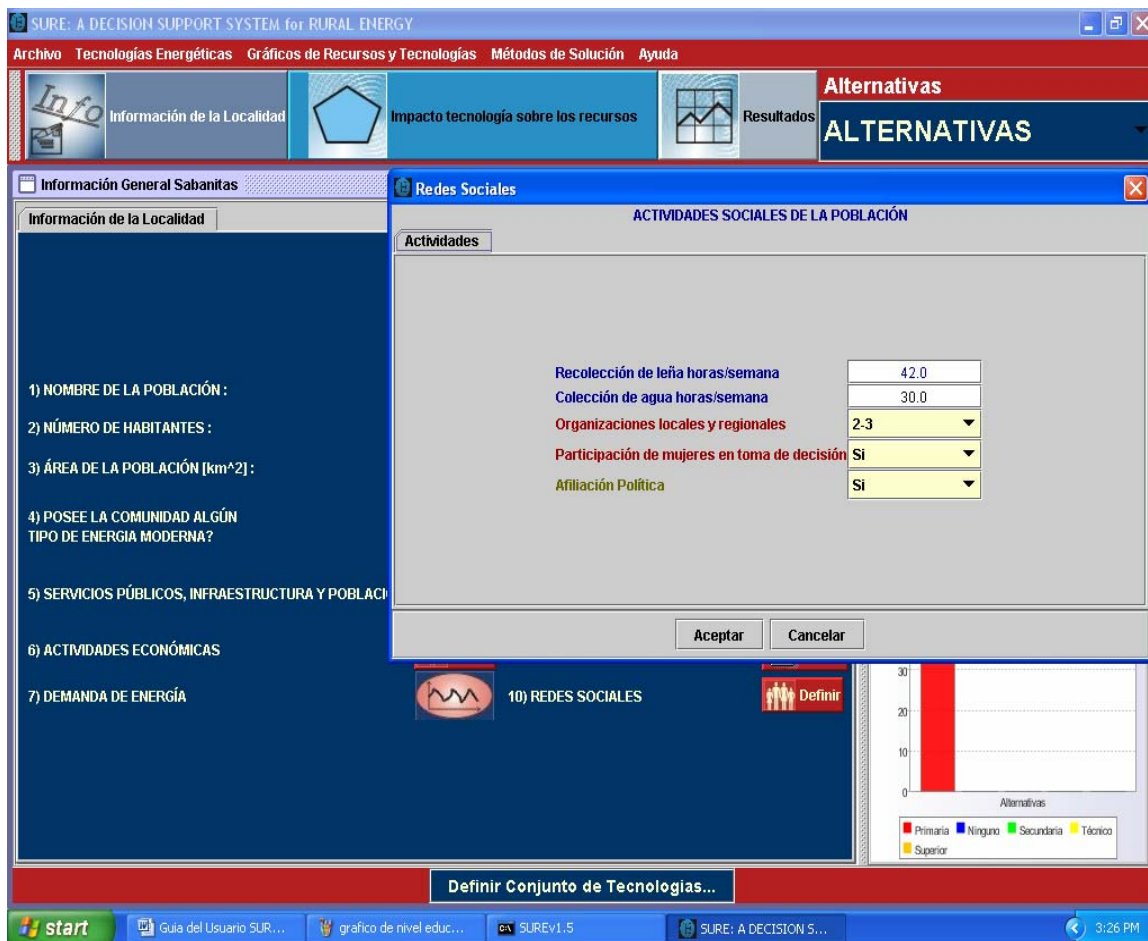 SURE: A DECISION SUPPORT SYSTEM for RURAL ENERGY
Archivo Tecnologías Energéticas Gráficos de Recursos y Tecnologías Métodos de Solución Ayuda
Info
Información de la Localidad
Impacto tecnología sobre los recursos
Resultados
Alternativas
ALTERNATIVAS
Información General Sabanitas
Información de la Localidad
1) NOMBRE DE LA POBLACIÓN :
2) NÚMERO DE HABITANTES :
3) ÁREA DE LA POBLACIÓN [km^2] :
4) POSEE LA COMUNIDAD ALGÚN
TIPO DE ENERGIA MODERNA?
5) SERVICIOS PÚBLICOS, INFRAESTRUCTURA Y POBLACI
6) ACTIVIDADES ECONÓMICAS
7) DEMANDA DE ENERGÍA
10) REDES SOCIALES
Definir
Redes Sociales
ACTIVIDADES SOCIALES DE LA POBLACIÓN
Actividades
Recolección de leña horas/semana 42.0
Colección de agua horas/semana 30.0
Organizaciones locales y regionales 2-3
Participación de mujeres en toma de decisión Si
Afiliación Política Si
Aceptar Cancelar
30
20
10
0
Alternativas
Primaria Ninguno Secundaria Técnico
Superior
Definir Conjunto de Tecnologias...
start Guia del Usuario SUR... grafico de nivel educ... SUREv1.5 SURE: A DECISION S... 3:26 PM